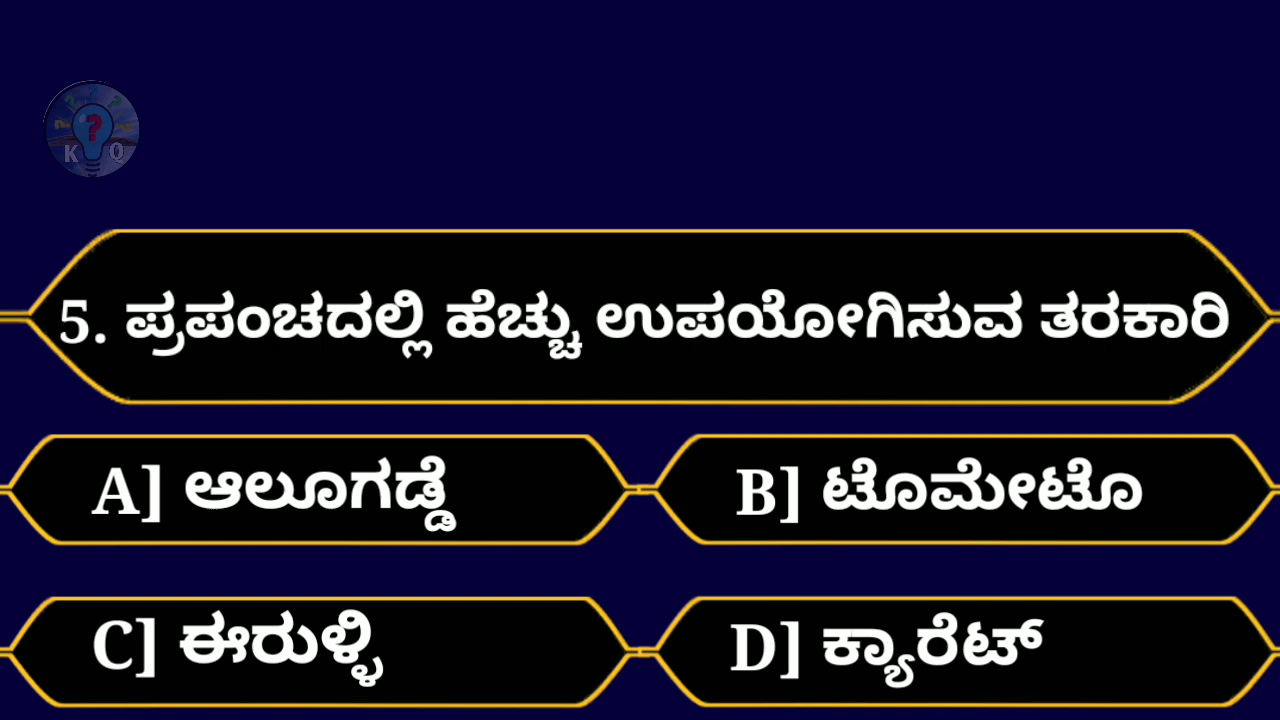 K Q
5. ಪ್ರಪಂಚದಲ್ಲಿ ಹೆಚ್ಚು ಉಪಯೋಗಿಸುವ ತರಕಾರಿ
A] ಆಲೂಗಡ್ಡೆ
B] ಟೊಮೇಟೊ
C] ಈರುಳ್ಳಿ
D] ಕ್ಯಾರೆಟ್